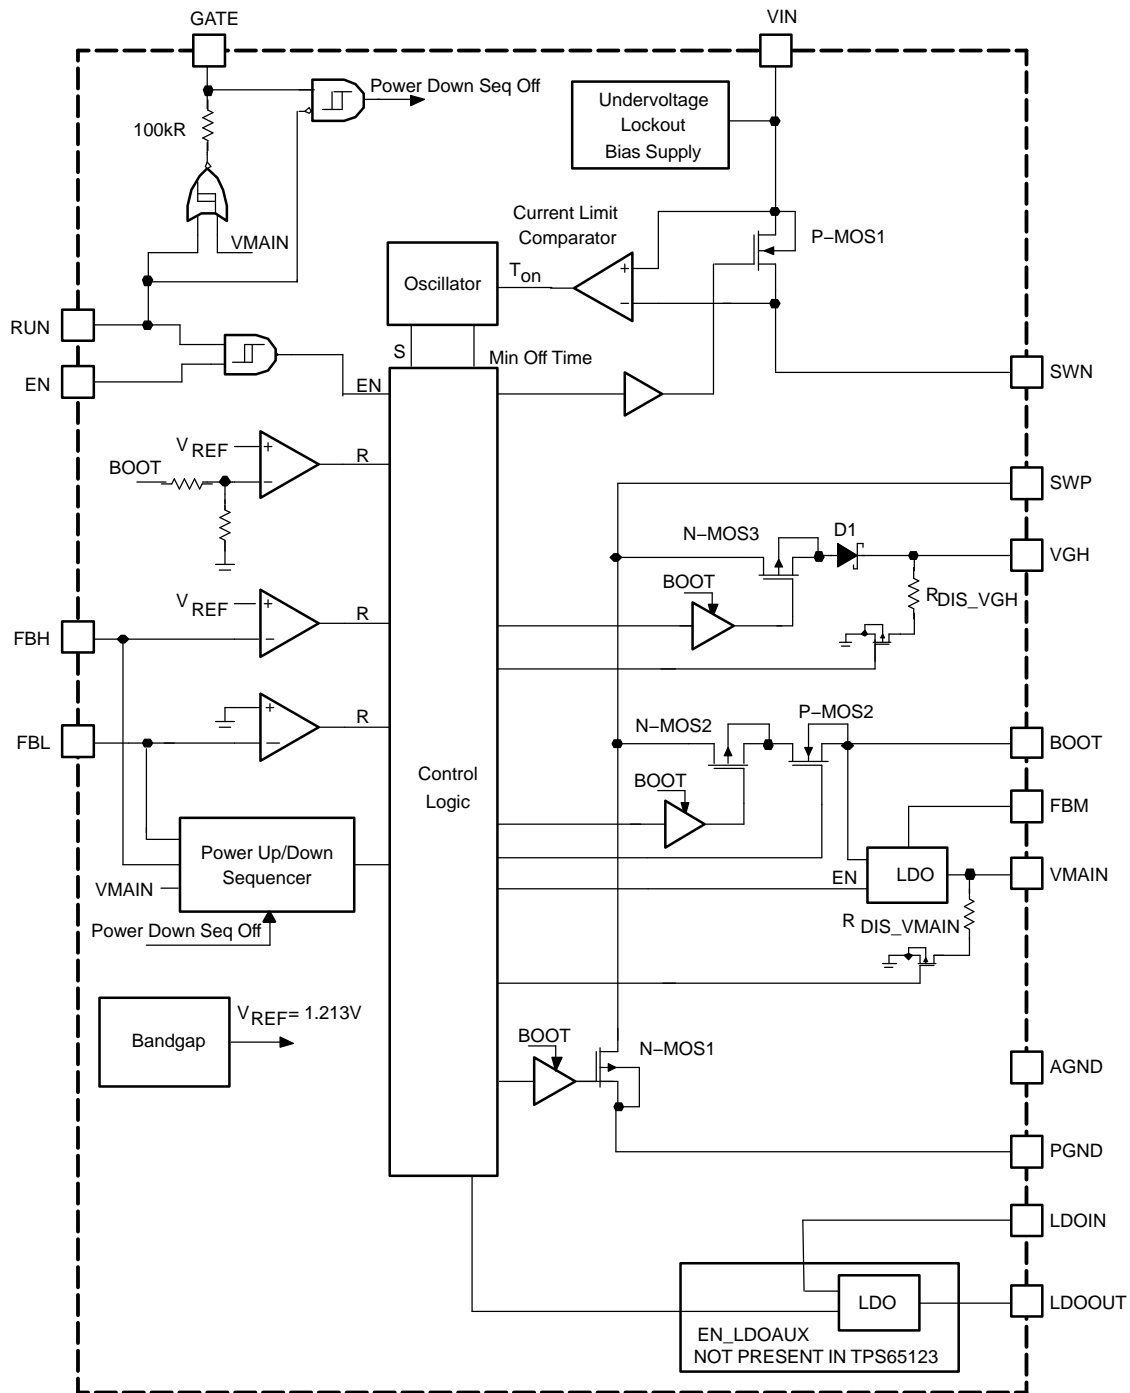 GATE
VIN
Power Down Seq Off
Undervoltage
Lockout
Bias Supply
100kR
VMAIN
Current Limit
Comparator
P−MOS1
+
−
Ton
Oscillator
RUN
EN
S
Min Off Time
EN
SWN
VREF
+
−
R
BOOT
SWP
N−MOS3
D1
VGH
BOOT
RDIS_VGH
VREF
+
−
R
FBH
+
−
R
FBL
N−MOS2
P−MOS2
BOOT
BOOT
Control
Logic
FBM
Power Up/Down
Sequencer
VMAIN
EN
LDO
VMAIN
Power Down Seq Off
R DIS_VMAIN
Bandgap
VREF= 1.213V
BOOT
N−MOS1
AGND
PGND
LDOIN
LDO
LDOOUT
EN_LDOAUX
NOT PRESENT IN TPS65123